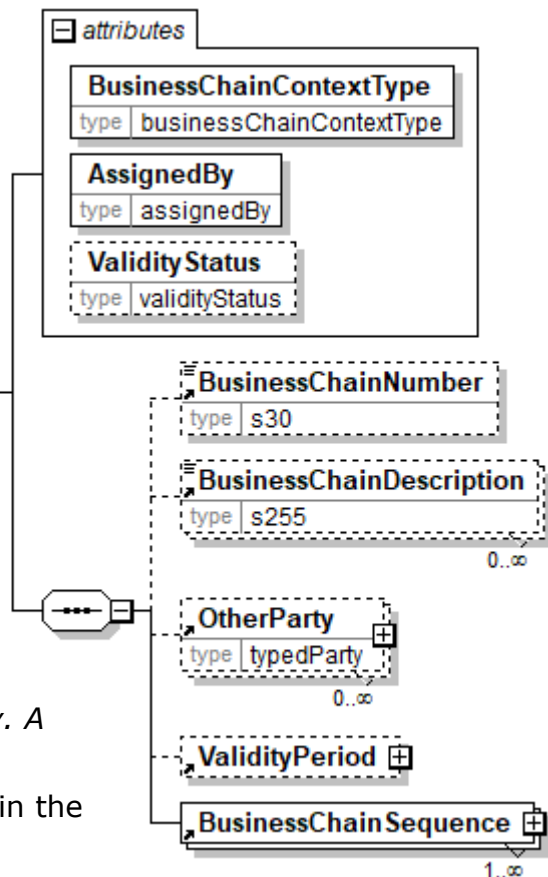 attributes
BusinessChainContextType
type businessChainContextType
AssignedBy
type assignedBy
ValidityStatus
type validityStatus
BusinessChainNumber
type s30
BusinessChainDescription
type s255
0..∞
OtherParty
type typedParty
0..∞
. A
ValidityPeriod
in the
BusinessChainSequence
1..∞